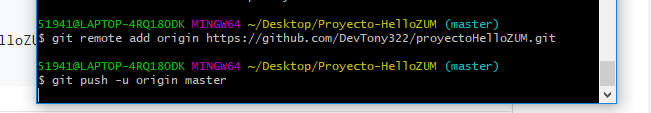 lloZU
51941@LAPTOP-4RQ18ODK MINGW64 ~/Desktop/Proyecto-HelloZUM (master)
$ git remote add origin https://github.com/DevTony322/proyectoHelloZUM.git
51941@LAPTOP-4RQ18ODK MINGW64 ~/Desktop/Proyecto-HelloZUM (master)
$ git push -u origin master